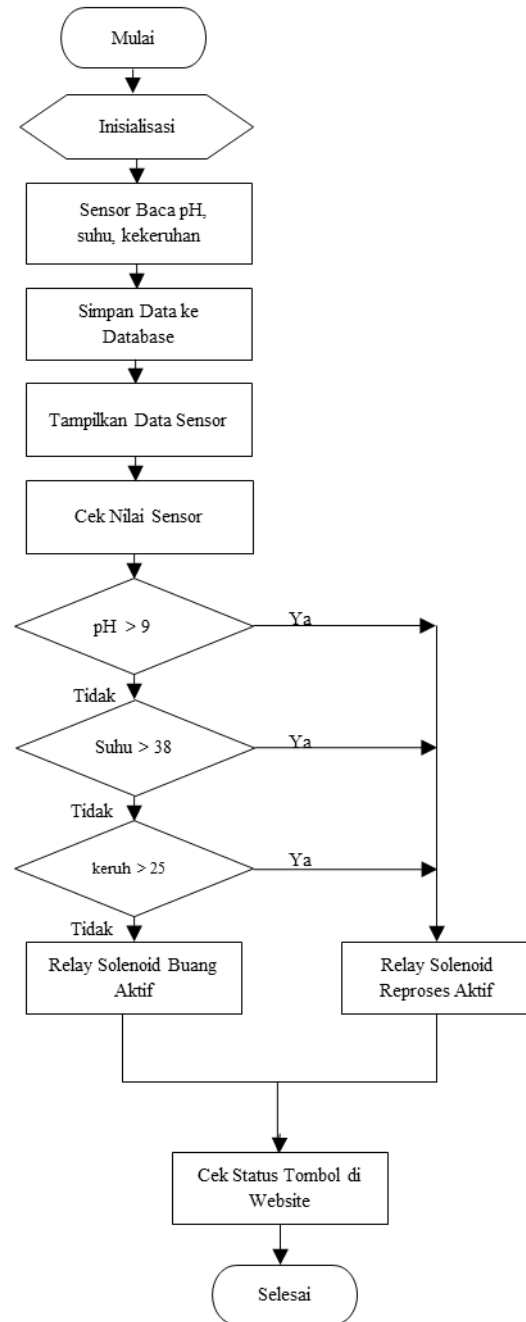 Mulai
Inisialisasi
Sensor Baca pH,
suhu, kekeruhan
Simpan Data ke
Database
Tampilkan Data Sensor
Cek Nilai Sensor
pH > 9
Ya
Tidak
Suhu > 38
Ya
Tidak
keruh > 25
Ya
Tidak
Relay Solenoid Buang
Aktif
Relay Solenoid
Reproses Aktif
Cek Status Tombol di
Website
Selesai